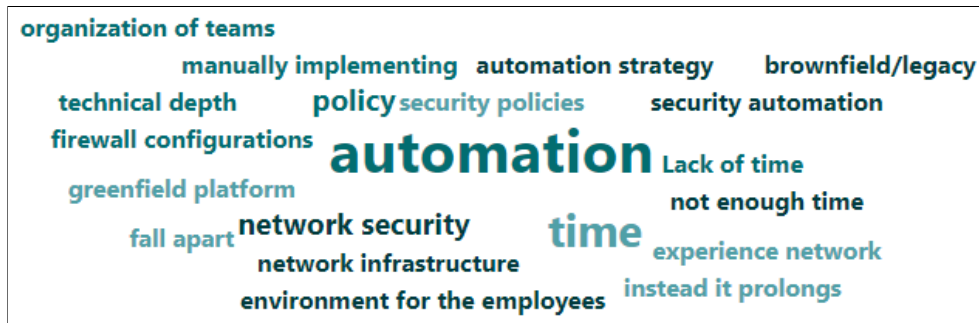 organization of teams
manually implementing automation strategy brownfield/legacy
technical depth policy security policies security automation
firewall configurations automation Lack of time
greenfield platform not enough time
fall apart network security time experience network
network infrastructure instead it prolongs
environment for the employees